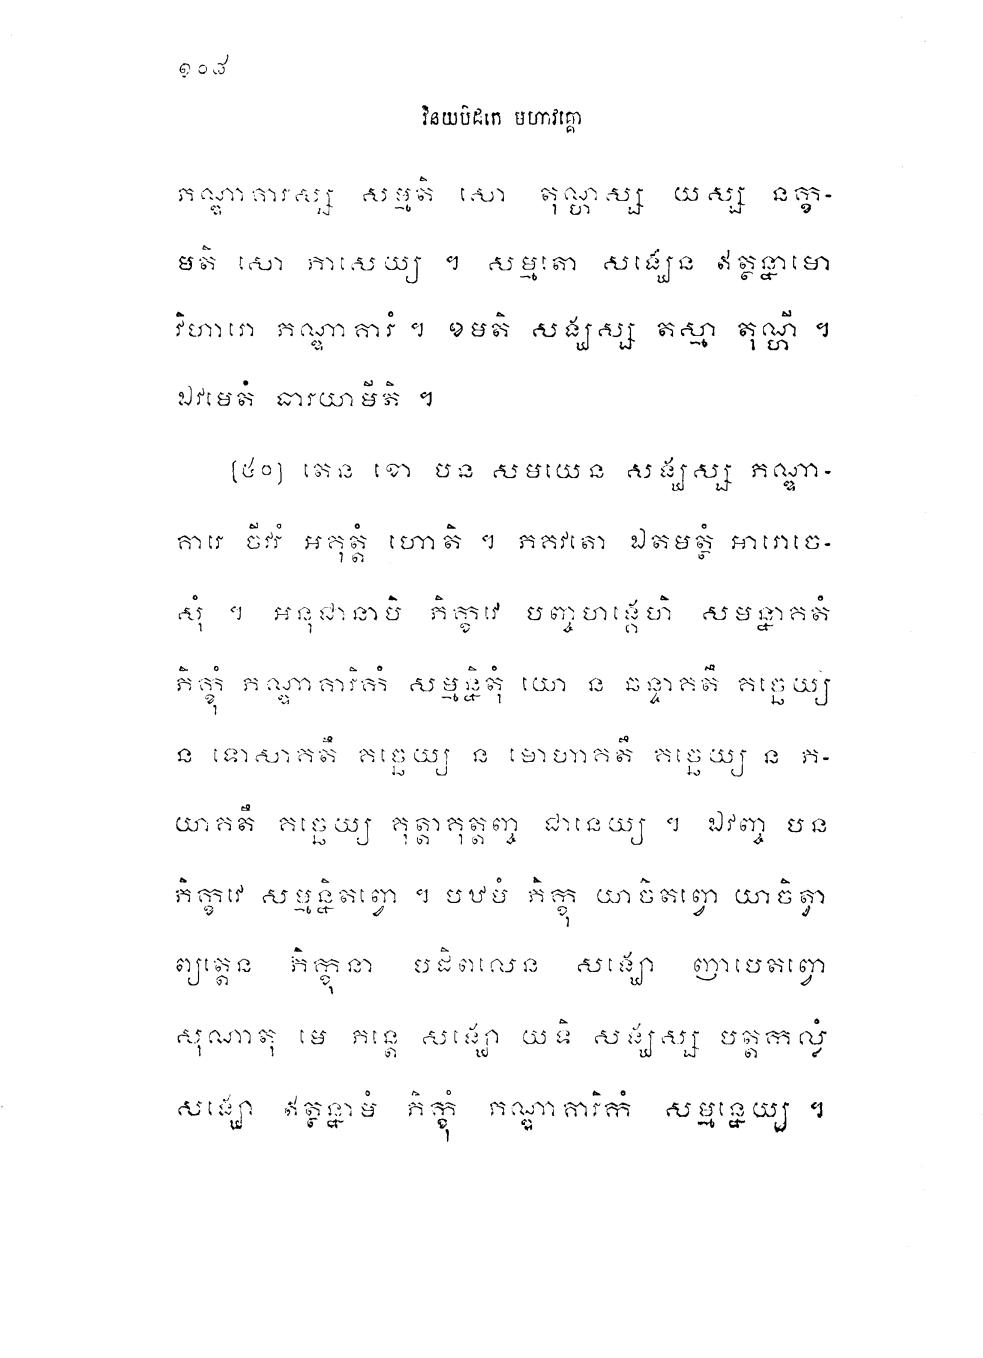 ១០៨
វិនយបិដកេ មហាវគ្គោ
ភណ្ឌាគារស្ស សម្មតិ សោ តុណ្ហស្ស យស្ស នក្ខ-
មតិ សោ ភាសេយ្យ ។ សម្មតោ សង្ឃេន ឥត្ថន្នាមោ
វិហារោ ភណ្ឌាគារំ ។ ខមតិ សង្ឃស្ស តស្មា តុណ្ហី ។
ឯវមេតំ ធារយាមីតិ ។
[៥០] តេន ខោ បន សមយេន សង្ឃស្ស ភណ្ឌា-
គារេ ចីវរំ អគុត្តំ ហោតិ ។ ភគវតោ ឯតមត្ថំ អារោចេ-
សុំ ។ អនុជានាមិ ភិក្ខវេ បញ្ចហង្គេហិ សមន្នាគតំ
ភិក្ខុំ ភណ្ឌាគារិកំ សម្មន្និតុំ យោ ន ឆន្ទាគតឹ គច្ឆេយ្យ
ន ទោសាគតឹ គច្ឆេយ្យ ន មោហាគតឹ គច្ឆេយ្យ ន ភ-
យាគតឹ គច្ឆេយ្យ គុត្តាគុត្តញ្ច ជានេយ្យ ។ ឯវញ្ច បន
ភិក្ខវេ សម្មន្និតព្វោ ។ បឋមំ ភិក្ខុ យាចិតព្វោ យាចិត្វា
ព្យត្តេន ភិក្ខុនា បដិពលេន សង្ឃោ ញាបេតព្វោ
សុណាតុ មេ ភន្តេ សង្ឃោ យទិ សង្ឃស្ស បត្តកល្លំ
សង្ឃោ ឥត្ថន្នាមំ ភិក្ខុំ ភណ្ឌាគារិកំ សម្មន្នេយ្យ ។